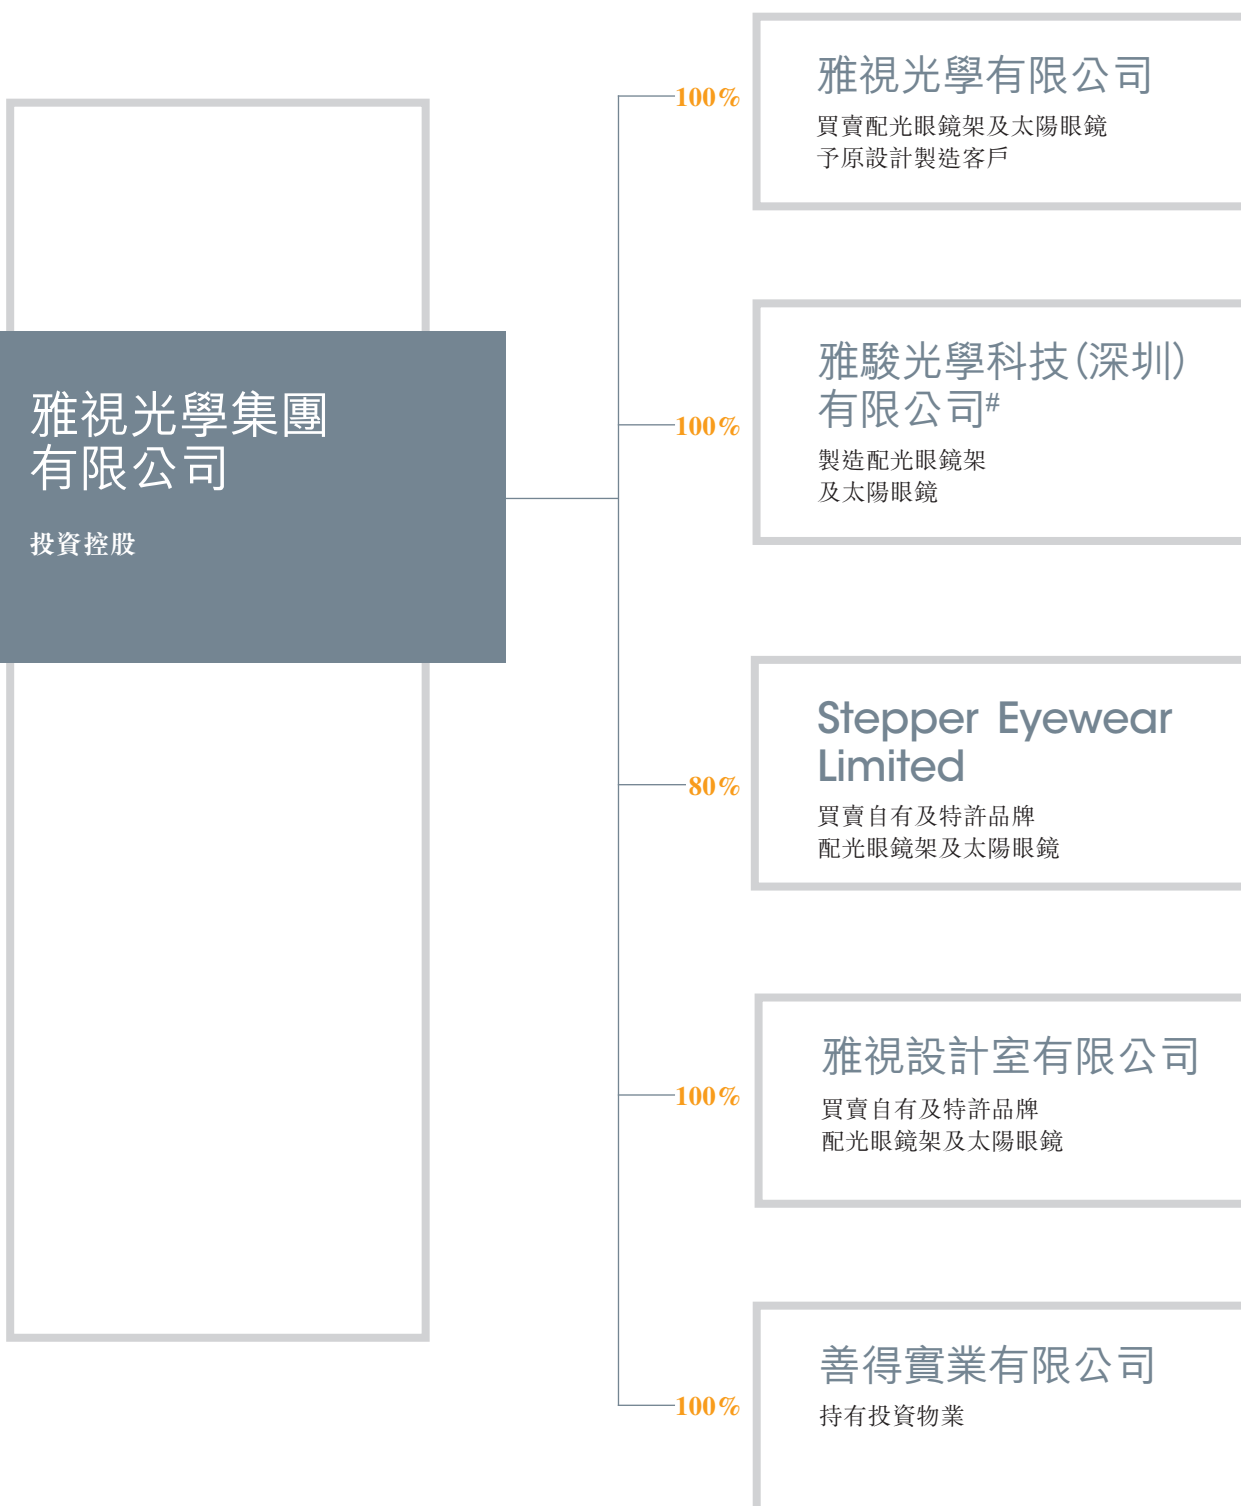 雅視光學集團
有限公司
投資控股
100%
雅視光學有限公司
買賣配光眼鏡架及太陽眼鏡
予原設計製造客戶
100%
雅駿光學科技(深圳)
有限公司#
製造配光眼鏡架
及太陽眼鏡
80%
Stepper Eyewear
Limited
買賣自有及特許品牌
配光眼鏡架及太陽眼鏡
100%
雅視設計室有限公司
買賣自有及特許品牌
配光眼鏡架及太陽眼鏡
100%
善得實業有限公司
持有投資物業